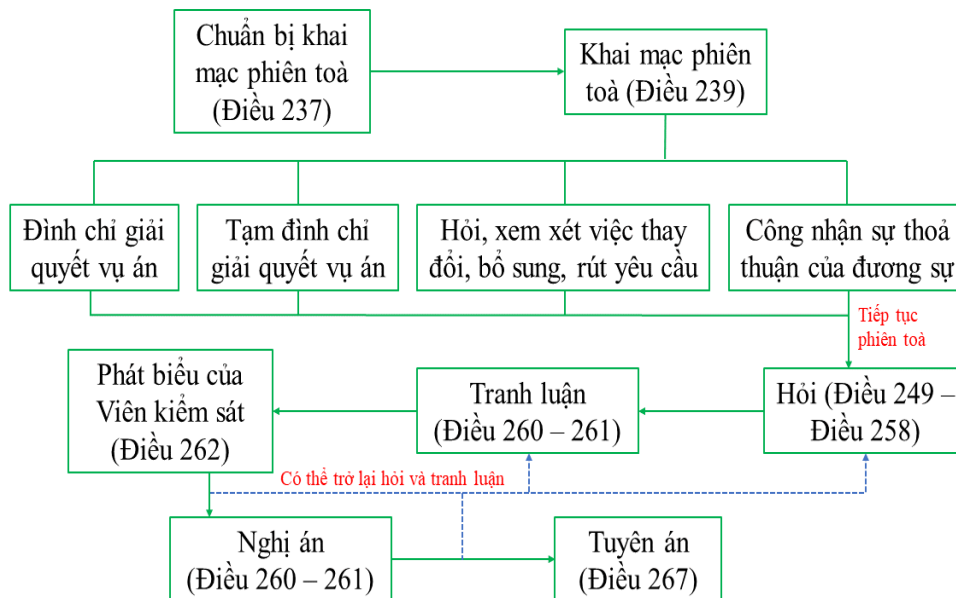 Chuẩn bị khai
mạc phiên toà
(Điều 237)
Khai mạc phiên
toà (Điều 239)
Đình chỉ giải
quyết vụ án
Tạm đình chỉ
giải quyết vụ án
Hỏi, xem xét việc thay
đổi, bổ sung, rút yêu cầu
Công nhận sự thoả
thuận của đương sự
Tiếp tục
phiên toà
Phát biểu của
Viên kiểm sát
(Điều 262)
Tranh luận
(Điều 260 – 261)
Hỏi (Điều 249 –
Điều 258)
Có thể trở lại hỏi và tranh luận
Nghị án
(Điều 260 – 261)
Tuyên án
(Điều 267)